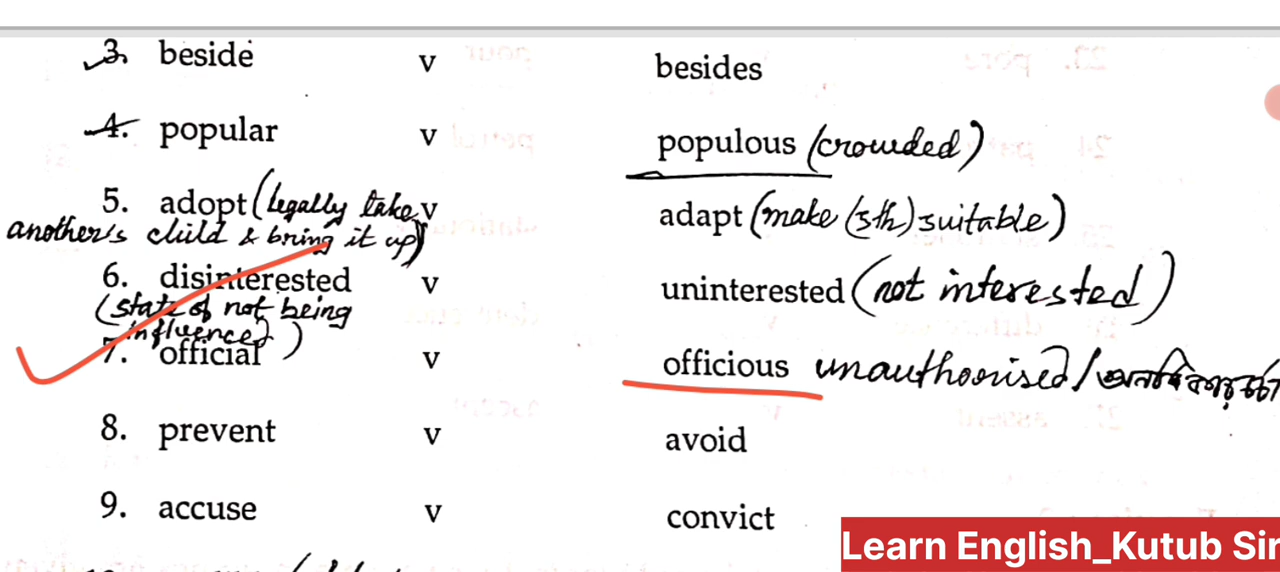 3. beside v besides
4. popular v populous (crowded)
5. adopt (legally take v adapt (make (sth) suitable)
another's child & bring it up)
6. disinterested v uninterested (not interested)
(state of not being
influenced)
7. official v officious unauthoorised /
8. prevent v avoid
9. accuse v convict
Learn English_Kutub Sir